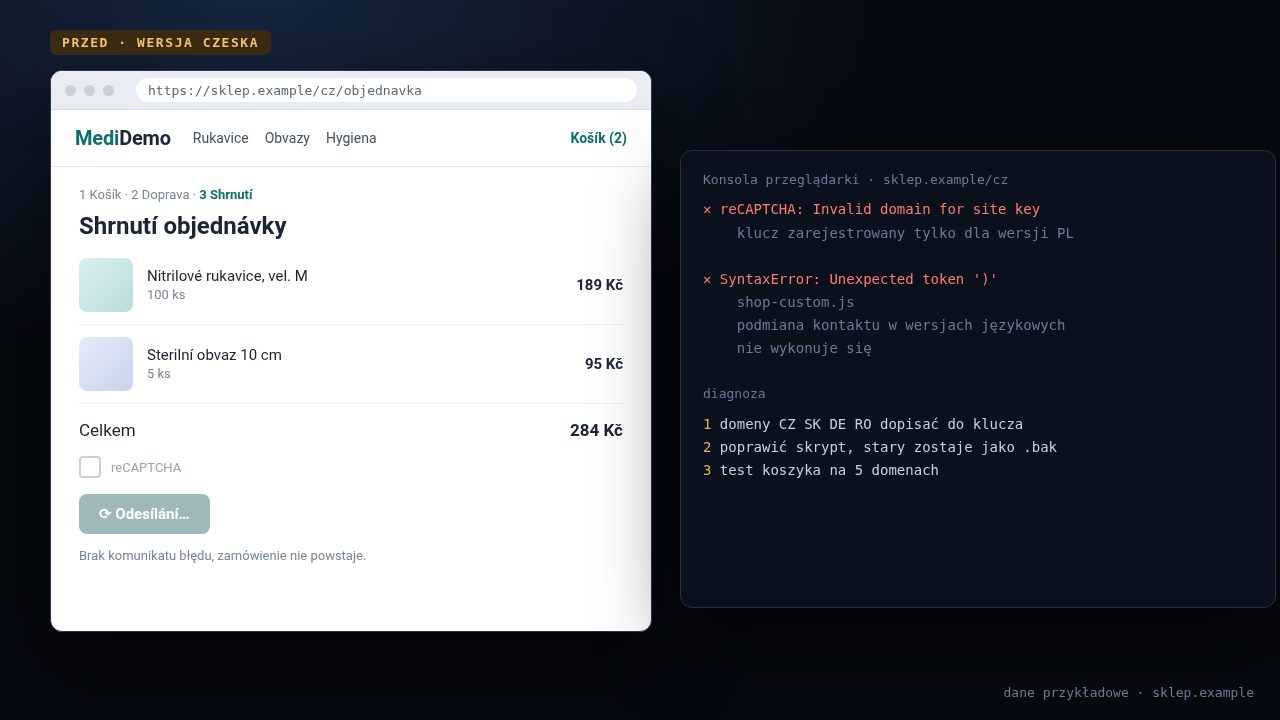 PRZED · WERSJA CZESKA
https://sklep.example/cz/objednavka
MediDemo Rukavice Obvazy Hygiena Košík (2)
1 Košík · 2 Doprava · 3 Shrnutí
Shrnutí objednávky
Nitrilové rukavice, vel. M
100 ks
189 Kč
Sterilní obvaz 10 cm
5 ks
95 Kč
Celkem 284 Kč
reCAPTCHA
⟳ Odesílání…
Brak komunikatu błędu, zamówienie nie powstaje.
Konsola przeglądarki · sklep.example/cz
× reCAPTCHA: Invalid domain for site key
klucz zarejestrowany tylko dla wersji PL
× SyntaxError: Unexpected token ')'
shop-custom.js
podmiana kontaktu w wersjach językowych
nie wykonuje się
diagnoza
1 domeny CZ SK DE RO dopisać do klucza
2 poprawić skrypt, stary zostaje jako .bak
3 test koszyka na 5 domenach
dane przykładowe · sklep.example